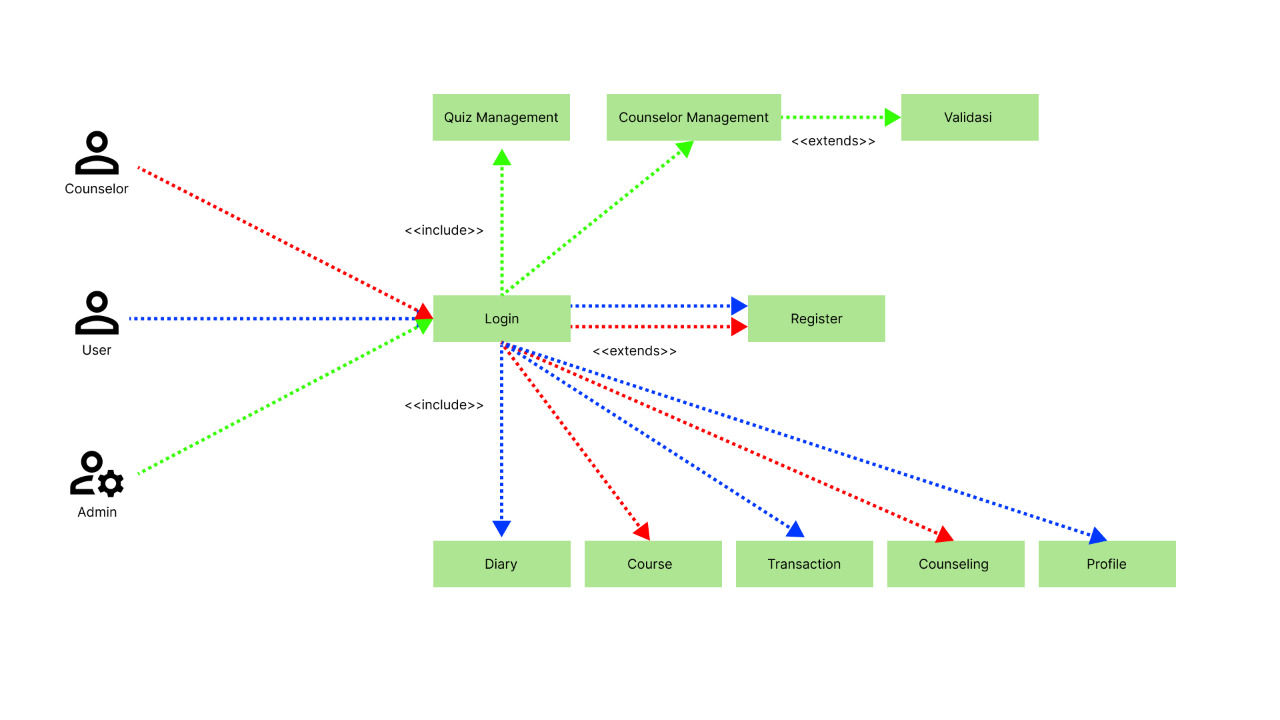 Quiz Management
Counselor Management
Validasi
<<extends>>
Counselor
<<include>>
Login
Register
User
<<extends>>
<<include>>
Admin
Diary
Course
Transaction
Counseling
Profile